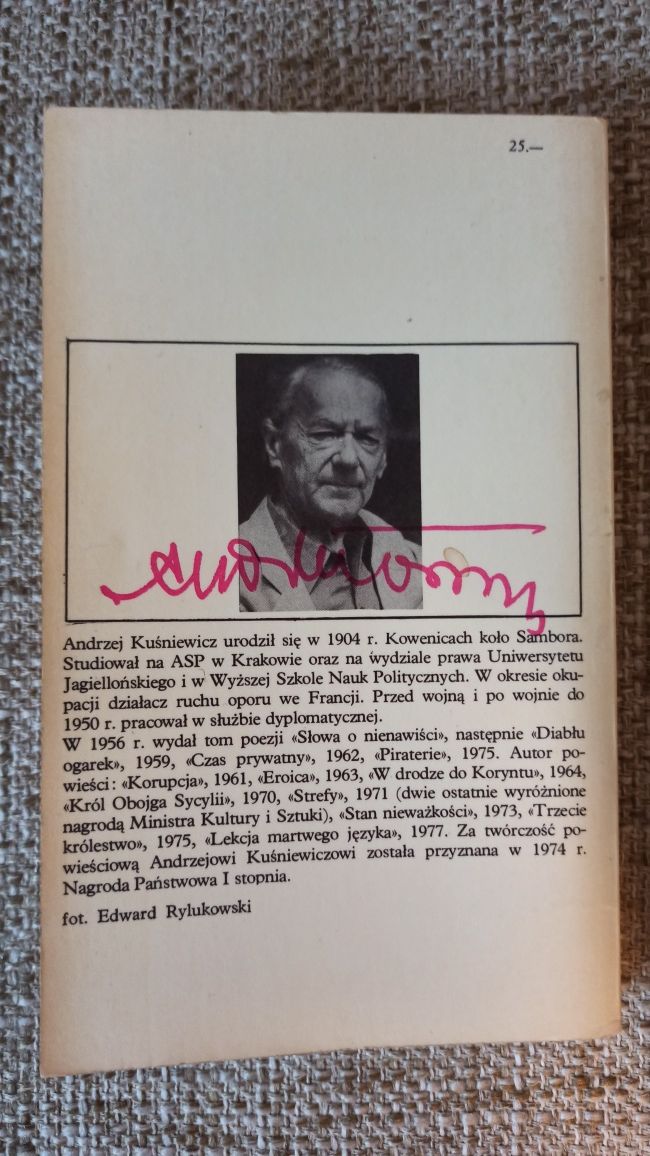 25.—
Andrzej Kuśniewicz urodził się w 1904 r. Kowenicach koło Sambora.
Studiował na ASP w Krakowie oraz na wydziale prawa Uniwersytetu
Jagiellońskiego i w Wyższej Szkole Nauk Politycznych. W okresie oku-
pacji działacz ruchu oporu we Francji. Przed wojną i po wojnie do
1950 r. pracował w służbie dyplomatycznej.
W 1956 r. wydał tom poezji «Słowa o nienawiści», następnie «Diabłu
ogarek», 1959, «Czas prywatny», 1962, «Piraterie», 1975. Autor po-
wieści: «Korupcja», 1961, «Eroica», 1963, «W drodze do Koryntu», 1964,
«Król Obojga Sycylii», 1970, «Strefy», 1971 (dwie ostatnie wyróżnione
nagrodą Ministra Kultury i Sztuki), «Stan nieważkości», 1973, «Trzecie
królestwo», 1975, «Lekcja martwego języka», 1977. Za twórczość po-
wieściową Andrzejowi Kuśniewiczowi została przyznana w 1974 r.
Nagroda Państwowa I stopnia.
fot. Edward Rylukowski